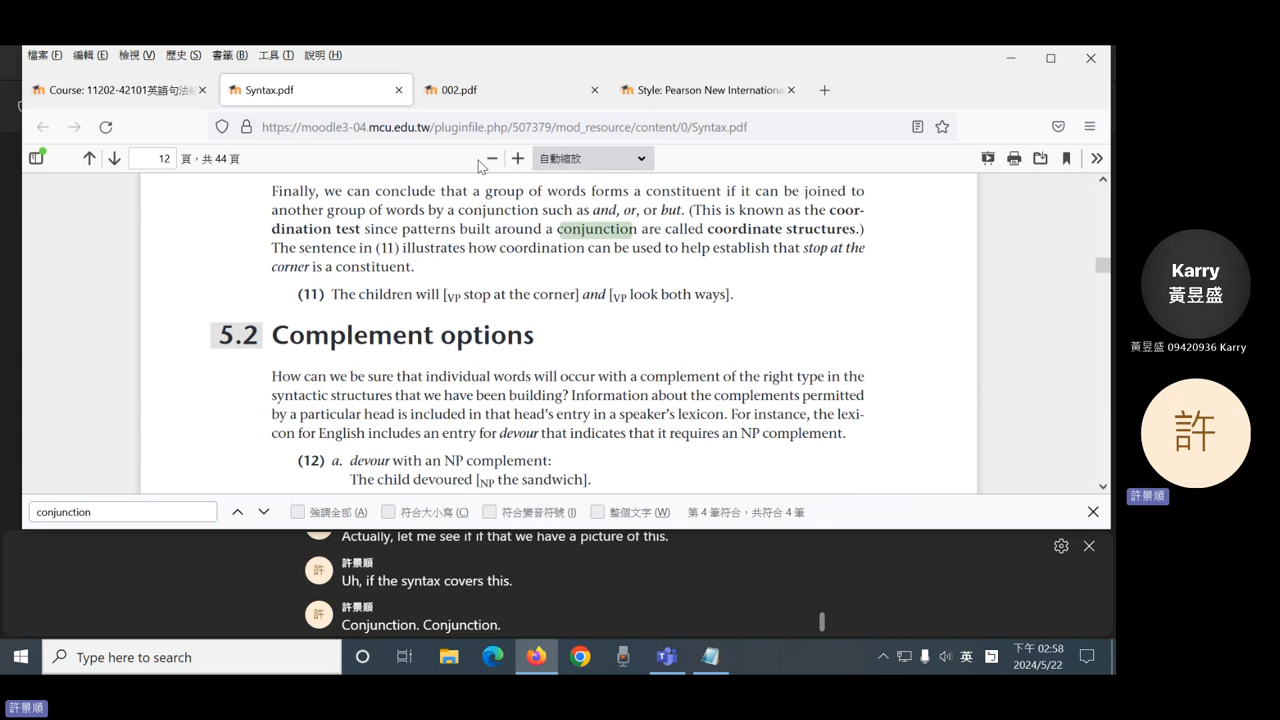 檔案 (F) 編輯 (E) 檢視 (V) 歷史 (S) 書籤 (B) 工具 (T) 說明 (H)
Course: 11202-42101英語句法
Syntax.pdf
002.pdf
Style: Pearson New Internationa
https://moodle3-04.mcu.edu.tw/pluginfile.php/507379/mod_resource/content/0/Syntax.pdf
12 頁，共 44 頁
自動縮放
Finally, we can conclude that a group of words forms a constituent if it can be joined to
another group of words by a conjunction such as and, or, or but. (This is known as the coor-
dination test since patterns built around a conjunction are called coordinate structures.)
The sentence in (11) illustrates how coordination can be used to help establish that stop at the
corner is a constituent.
(11) The children will [VP stop at the corner] and [VP look both ways].
5.2 Complement options
How can we be sure that individual words will occur with a complement of the right type in the
syntactic structures that we have been building? Information about the complements permitted
by a particular head is included in that head's entry in a speaker's lexicon. For instance, the lexi-
con for English includes an entry for devour that indicates that it requires an NP complement.
(12) a. devour with an NP complement:
The child devoured [NP the sandwich].
conjunction
強調全部 (A)
符合大小寫 (C)
符合變音符號 (I)
整個文字 (W)
第 4 筆符合，共符合 4 筆
Actually, let me see if if that we have a picture of this.
許
許景順
Uh, if the syntax covers this.
許
許景順
Conjunction. Conjunction.
Karry
黃昱盛
黃昱盛 09420936 Karry
許
許景順
Type here to search
英
下午 02:58
2024/5/22
許景順